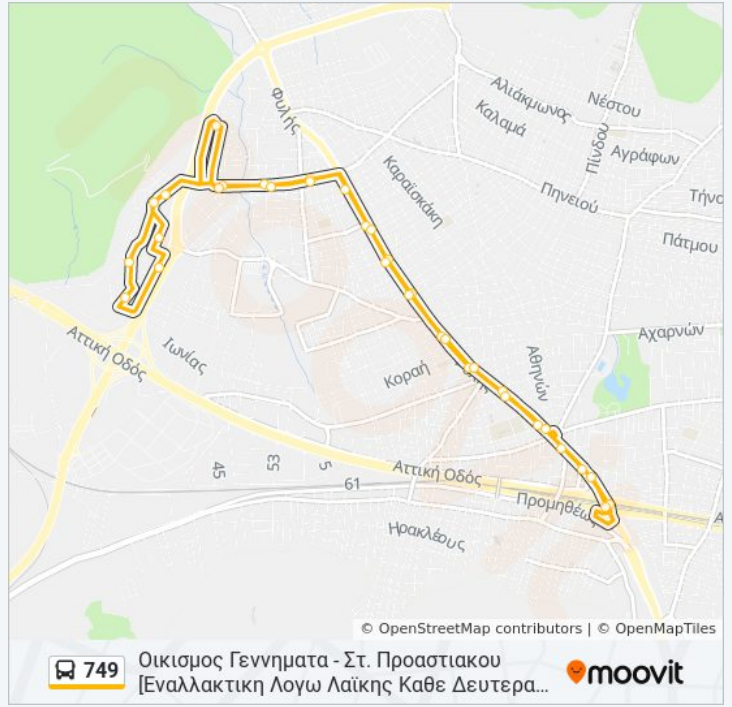 Αλιάκμονος
Νέστου
Φυλής
Καλαμά
Πίνδου
Αγράφων
Καραϊσκάκη
Πηνειού
Τήνο
Πάτμου
Αχαρνών
Αττική Οδός
Ιωνίας
Κοραή
Αθηνών
45
53
5
61
Αττική Οδός
Προμηθέως
Ηρακλέους
© OpenStreetMap contributors | © OpenMapTiles
749
Οικισμος Γεννηματα - Στ. Προαστιακου
[Εναλλακτικη Λογω Λαϊκης Καθε Δευτερα…
moovit